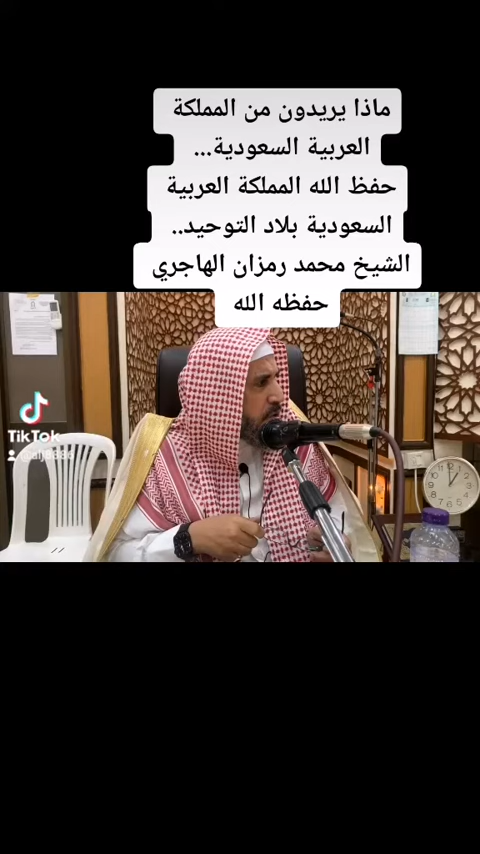 ماذا يريدون من المملكة
العربية السعودية...
حفظ الله المملكة العربية
السعودية بلاد التوحيد..
الشيخ محمد رمزان الهاجري
حفظه الله
TikTok